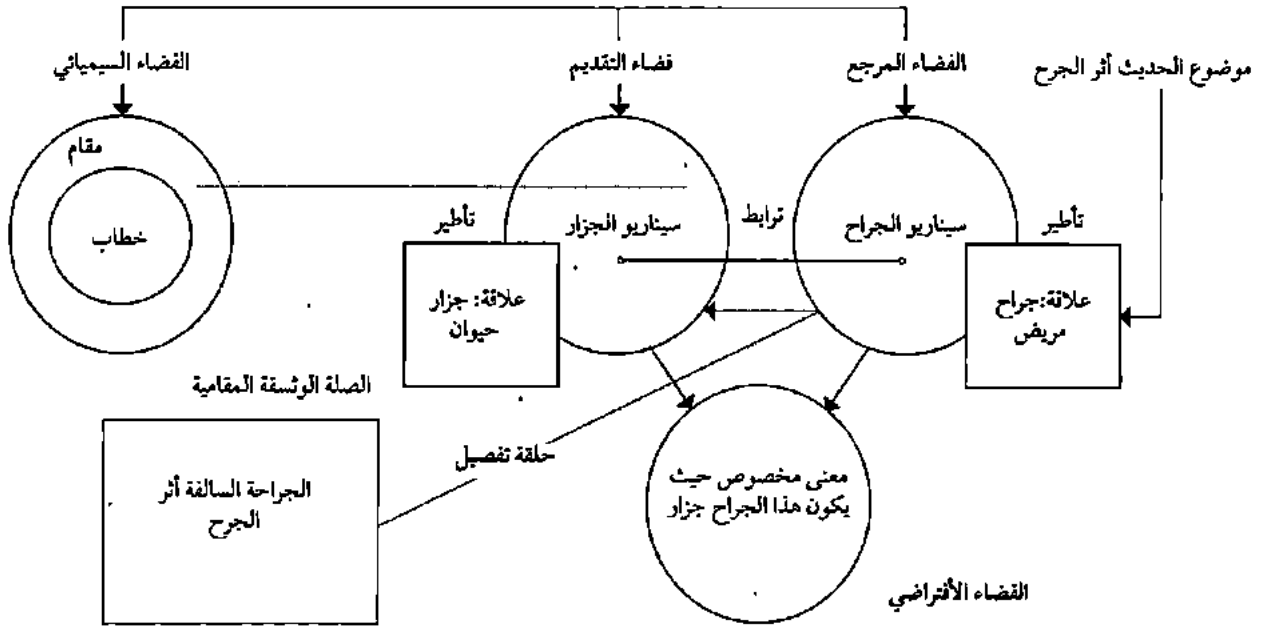 موضوع الحديث أثر الجرح
الفضاء المرجع
فضاء التقديم
الفضاء السيميائي
تأطير
سيناريو الجراح
ترابط
سيناريو الجزار
تأطير
مقام
خطاب
علاقة:جراح
مريض
علاقة: جزار
حيوان
الصلة الوثسقة المقامية
حلقة تفصيل
الجراحة السالفة أثر
الجرح
معنى مخصوص حيث
يكون هذا الجراح جزار
الفضاء الأفتراضي